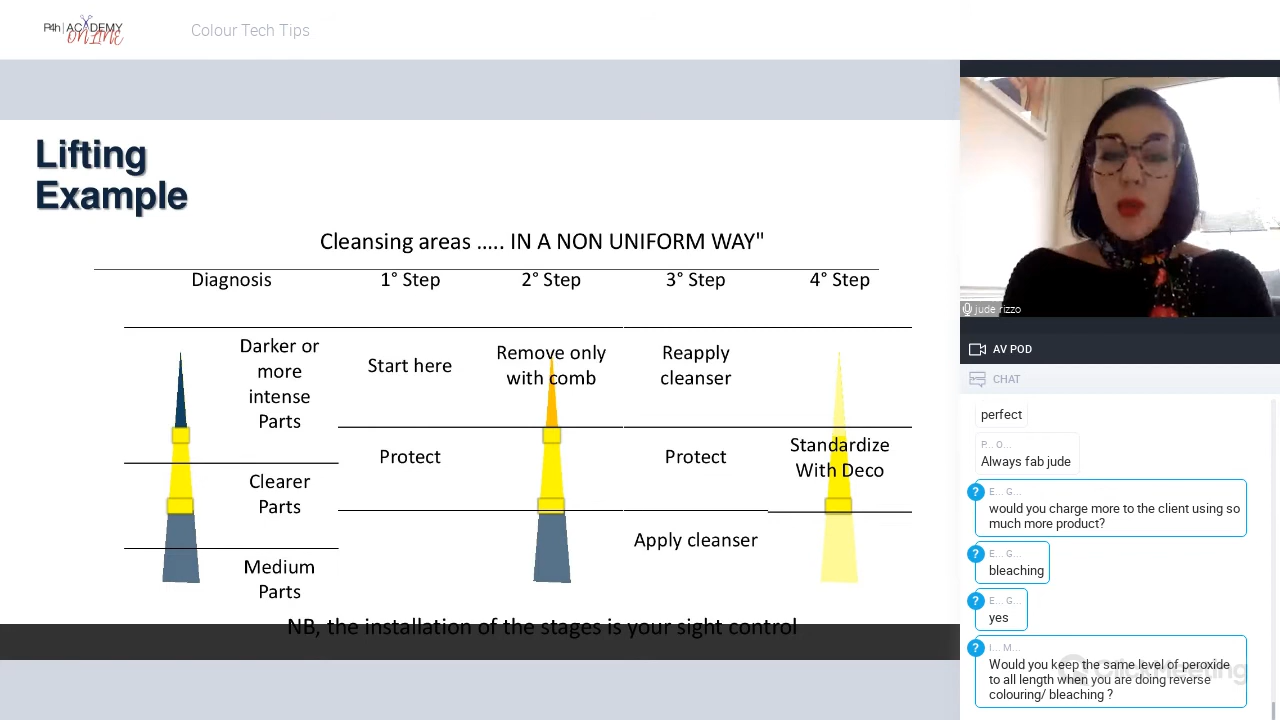 P4h | ACADEMY
ONLINE
Colour Tech Tips
Lifting
Example
Cleansing areas ..... IN A NON UNIFORM WAY"
Diagnosis
1° Step
2° Step
3° Step
4° Step
Darker or
more
intense
Parts
Start here
Remove only
with comb
Reapply
cleanser
Clearer
Parts
Protect
Protect
Standardize
With Deco
Medium
Parts
Apply cleanser
NB, the installation of the stages is your sight control
jude rizzo
AV POD
CHAT
perfect
P... O...
Always fab jude
E... G...
would you charge more to the client using so
much more product?
E... G...
bleaching
E... G...
yes
I... M...
Would you keep the same level of peroxide
to all length when you are doing reverse
colouring/ bleaching ?
ClickMeeting